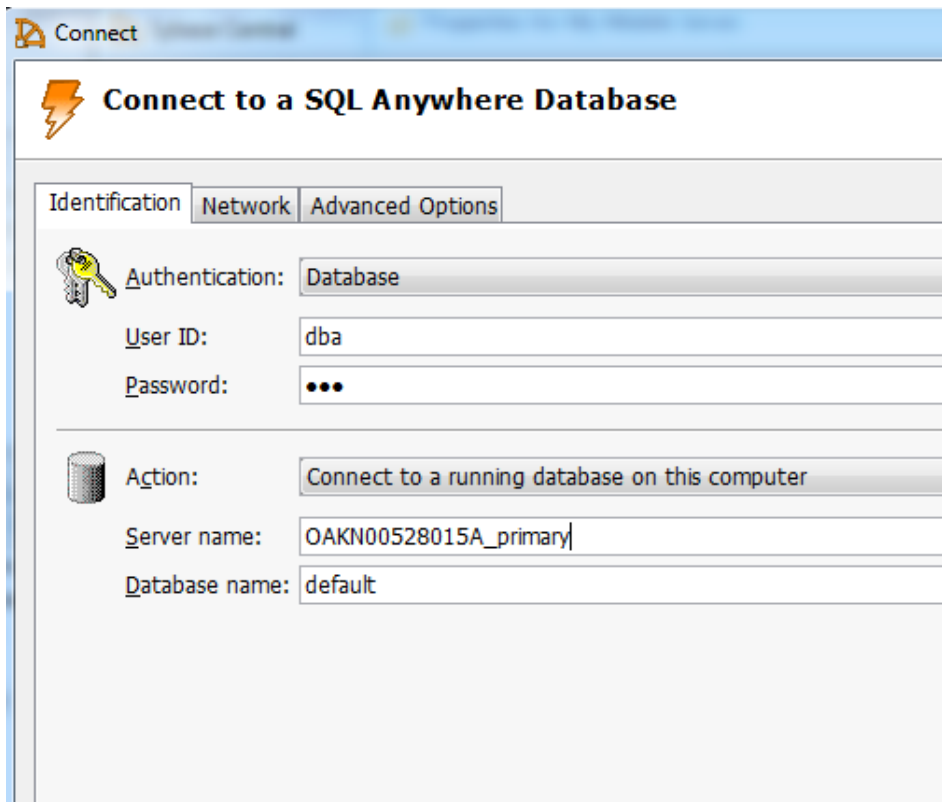 Connect
Connect to a SQL Anywhere Database
Identification Network Advanced Options
Authentication: Database
User ID: dba
Password: •••
Action: Connect to a running database on this computer
Server name: OAKN00528015A_primary
Database name: default